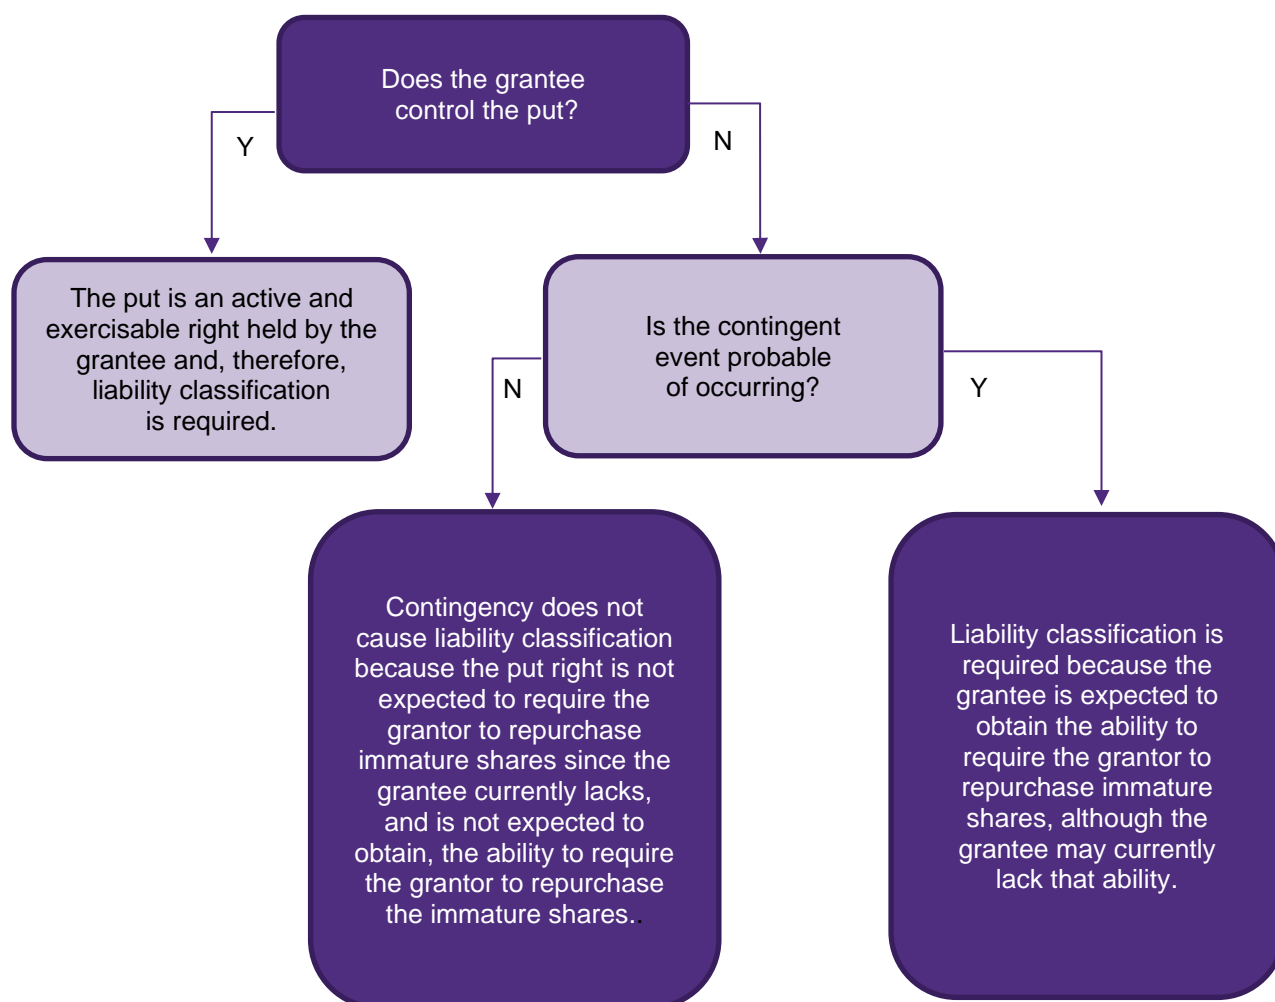 Does the grantee
control the put?
Y
N
The put is an active and
exercisable right held by the
grantee and, therefore,
liability classification
is required.
Is the contingent
event probable
of occurring?
N
Y
Contingency does not
cause liability classification
because the put right is not
expected to require the
grantor to repurchase
immature shares since the
grantee currently lacks,
and is not expected to
obtain, the ability to require
the grantor to repurchase
the immature shares..
Liability classification is
required because the
grantee is expected to
obtain the ability to
require the grantor to
repurchase immature
shares, although the
grantee may currently
lack that ability.